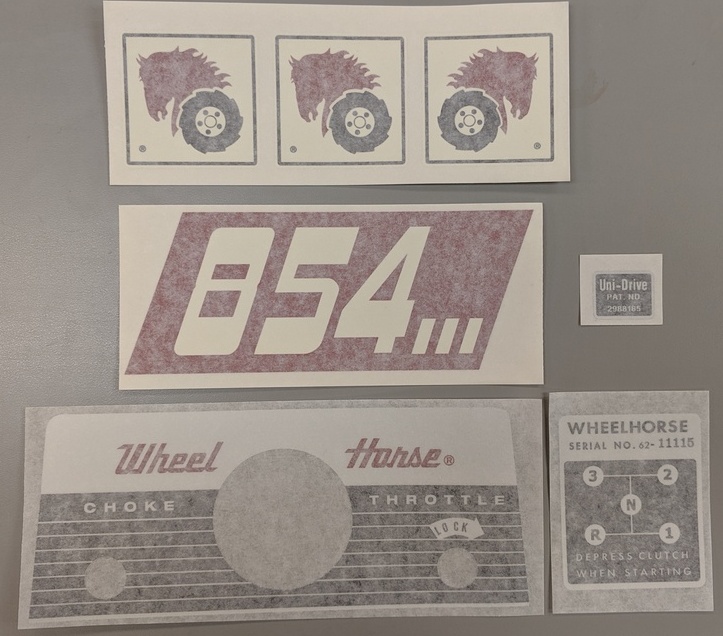 ®
®
®
854
Uni-Drive
PAT. NO.
2988185
Wheel Horse®
CHOKE THROTTLE
LOCK
WHEELHORSE
SERIAL NO. 62-11115
3 2
N
R 1
DEPRESS CLUTCH
WHEN STARTING